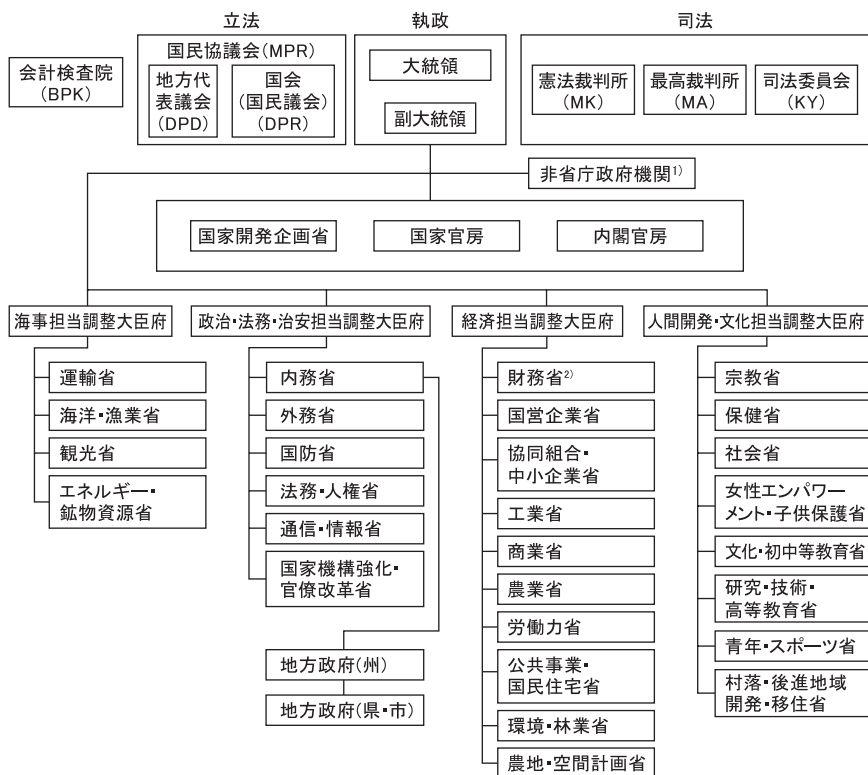 立法
執政
司法
会計検査院
(BPK)
国民協議会(MPR)
地方代
表議会
(DPD)
国会
(国民議会)
(DPR)
大統領
副大統領
憲法裁判所
(MK)
最高裁判所
(MA)
司法委員会
(KY)
非省庁政府機関1)
国家開発企画省
国家官房
内閣官房
海事担当調整大臣府
運輸省
海洋・漁業省
観光省
エネルギー・
鉱物資源省
政治・法務・治安担当調整大臣府
内務省
外務省
国防省
法務・人権省
通信・情報省
国家機構強化・
官僚改革省
地方政府(州)
地方政府(県・市)
経済担当調整大臣府
財務省2)
国営企業省
協同組合・
中小企業省
工業省
商業省
農業省
労働力省
公共事業・
国民住宅省
環境・林業省
農地・空間計画省
人間開発・文化担当調整大臣府
宗教省
保健省
社会省
女性エンパワー
メント・子供保護省
文化・初中等教育省
研究・技術・
高等教育省
青年・スポーツ省
村落・後進地域
開発・移住省